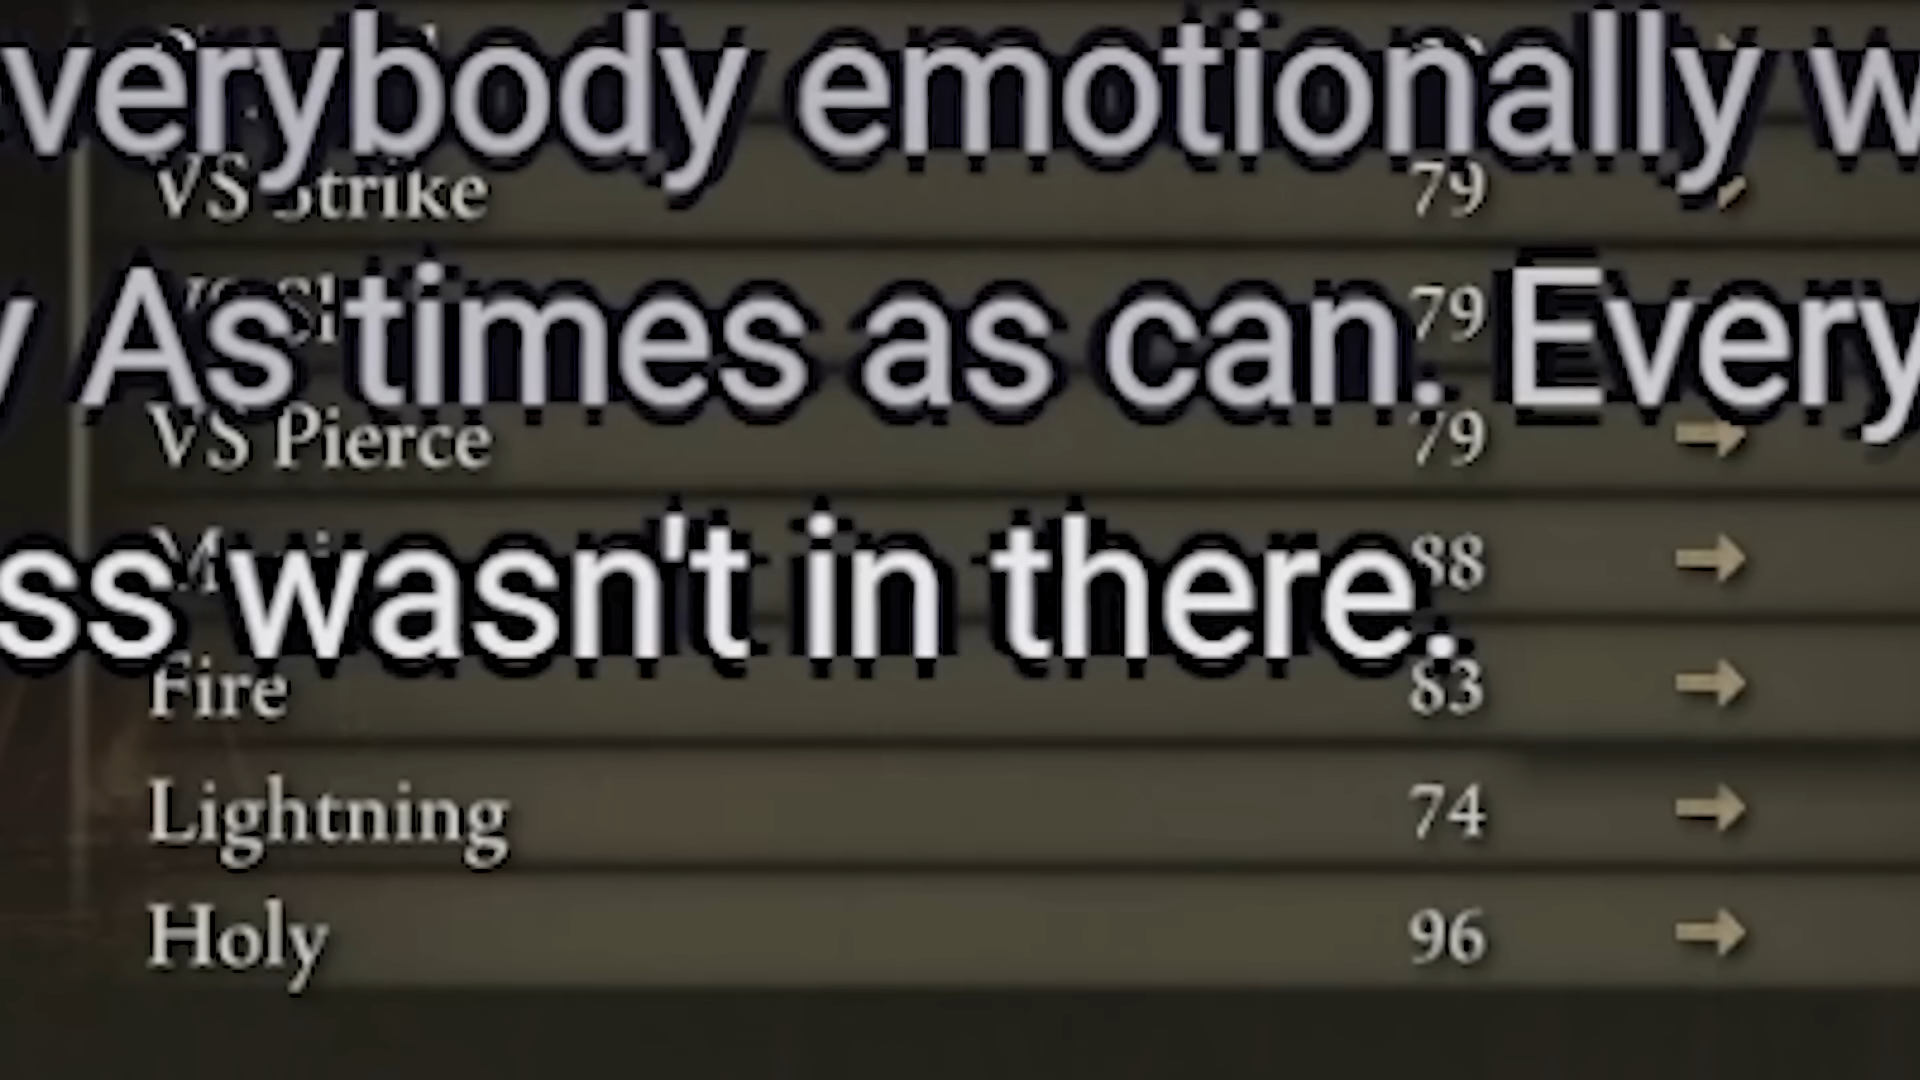 verybody emotionally w
VS Strike 79
y As times as can. Every
79
VS Pierce 79
ss wasn't in there.
88
Fire 83
Lightning 74
Holy 96